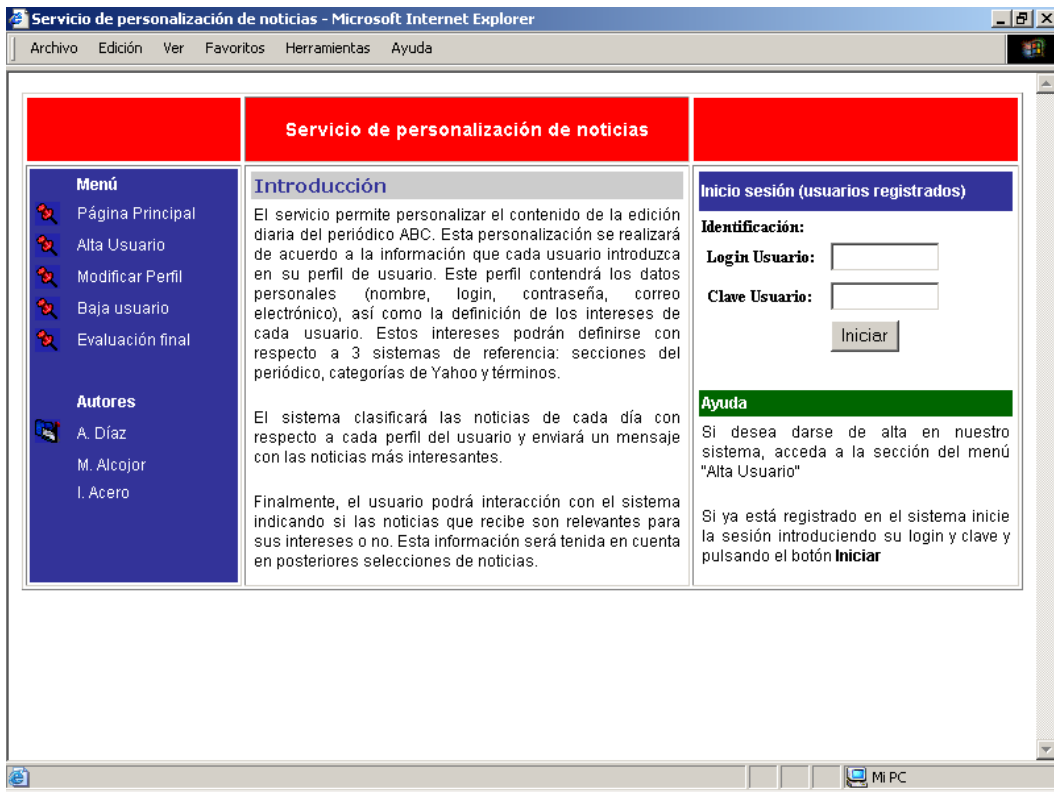 Servicio de personalización de noticias - Microsoft Internet Explorer
Archivo Edición Ver Favoritos Herramientas Ayuda
Servicio de personalización de noticias
Menú
Página Principal
Alta Usuario
Modificar Perfil
Baja usuario
Evaluación final
Autores
A. Díaz
M. Alcojor
I. Acero
Introducción
El servicio permite personalizar el contenido de la edición
diaria del periódico ABC. Esta personalización se realizará
de acuerdo a la información que cada usuario introduzca
en su perfil de usuario. Este perfil contendrá los datos
personales (nombre, login, contraseña, correo
electrónico), así como la definición de los intereses de
cada usuario. Estos intereses podrán definirse con
respecto a 3 sistemas de referencia: secciones del
periódico, categorías de Yahoo y términos.
El sistema clasificará las noticias de cada día con
respecto a cada perfil del usuario y enviará un mensaje
con las noticias más interesantes.
Finalmente, el usuario podrá interacción con el sistema
indicando si las noticias que recibe son relevantes para
sus intereses o no. Esta información será tenida en cuenta
en posteriores selecciones de noticias.
Inicio sesión (usuarios registrados)
Identificación:
Login Usuario:
Clave Usuario:
Iniciar
Ayuda
Si desea darse de alta en nuestro
sistema, acceda a la sección del menú
"Alta Usuario"
Si ya está registrado en el sistema inicie
la sesión introduciendo su login y clave y
pulsando el botón Iniciar
Mi PC